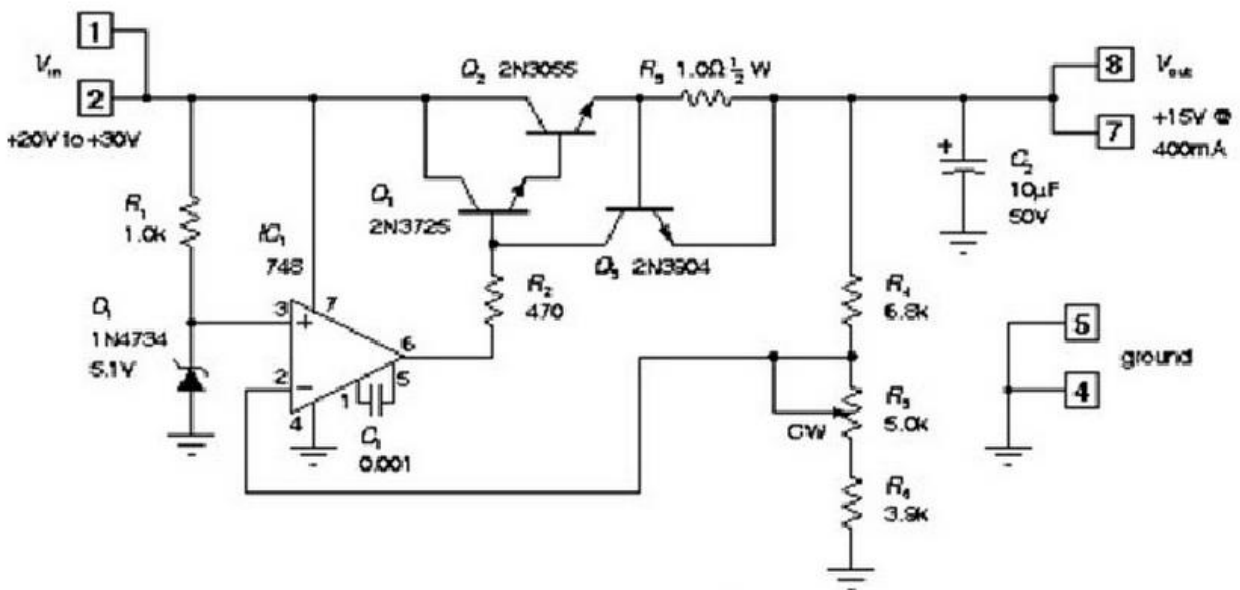 1
V in
2
+20V to +30V
Q2 2N3055
R5 1.0Ω ½ W
8
Vout
7
+15V @
400mA
+
C2
10µF
50V
R1
1.0k
Q1
2N3725
IC1
748
Q3 2N3904
R2
470
R4
6.8k
D1
1N4734
5.1V
3
+
7
6
2
−
5
1
4
C1
0.001
5
ground
4
5.0k
CW
R6
3.9k